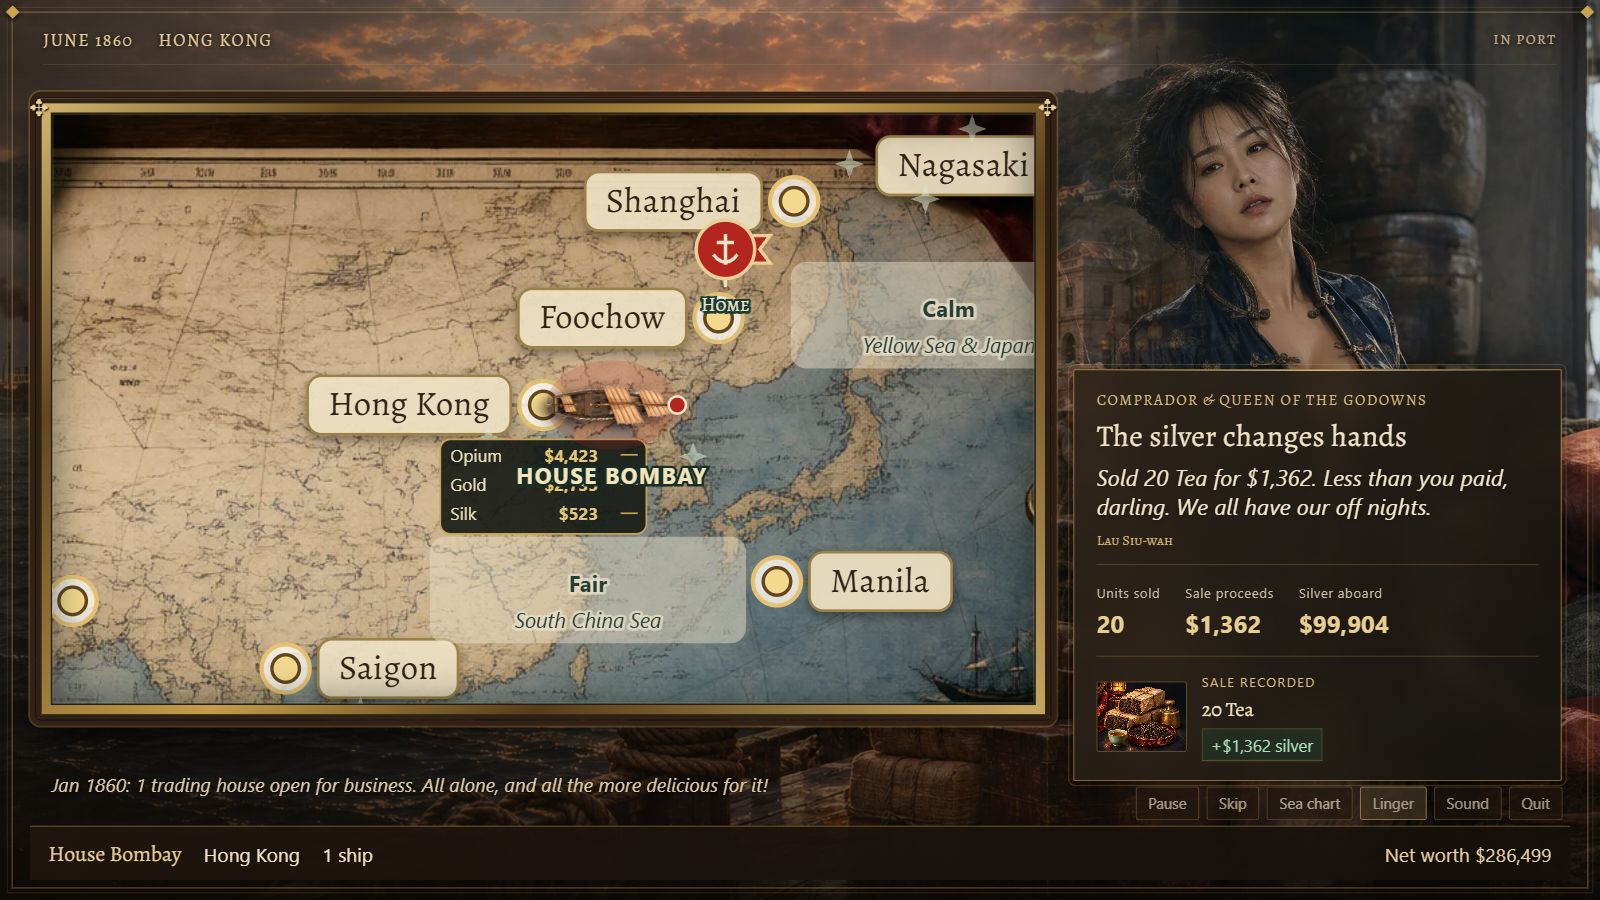 JUNE 1860 HONG KONG
IN PORT
Nagasaki
Shanghai
HOME
Foochow
Calm
Yellow Sea & Japan
Hong Kong
Opium $4,423 —
HOUSE BOMBAY
Gold
Silk $523 —
Fair
South China Sea
Manila
Saigon
COMPRADOR & QUEEN OF THE GODOWNS
The silver changes hands
Sold 20 Tea for $1,362. Less than you paid,
darling. We all have our off nights.
LAU SIU-WAH
Units sold Sale proceeds Silver aboard
20 $1,362 $99,904
SALE RECORDED
20 Tea
+$1,362 silver
Jan 1860: 1 trading house open for business. All alone, and all the more delicious for it!
Pause Skip Sea chart Linger Sound Quit
House Bombay Hong Kong 1 ship
Net worth $286,499